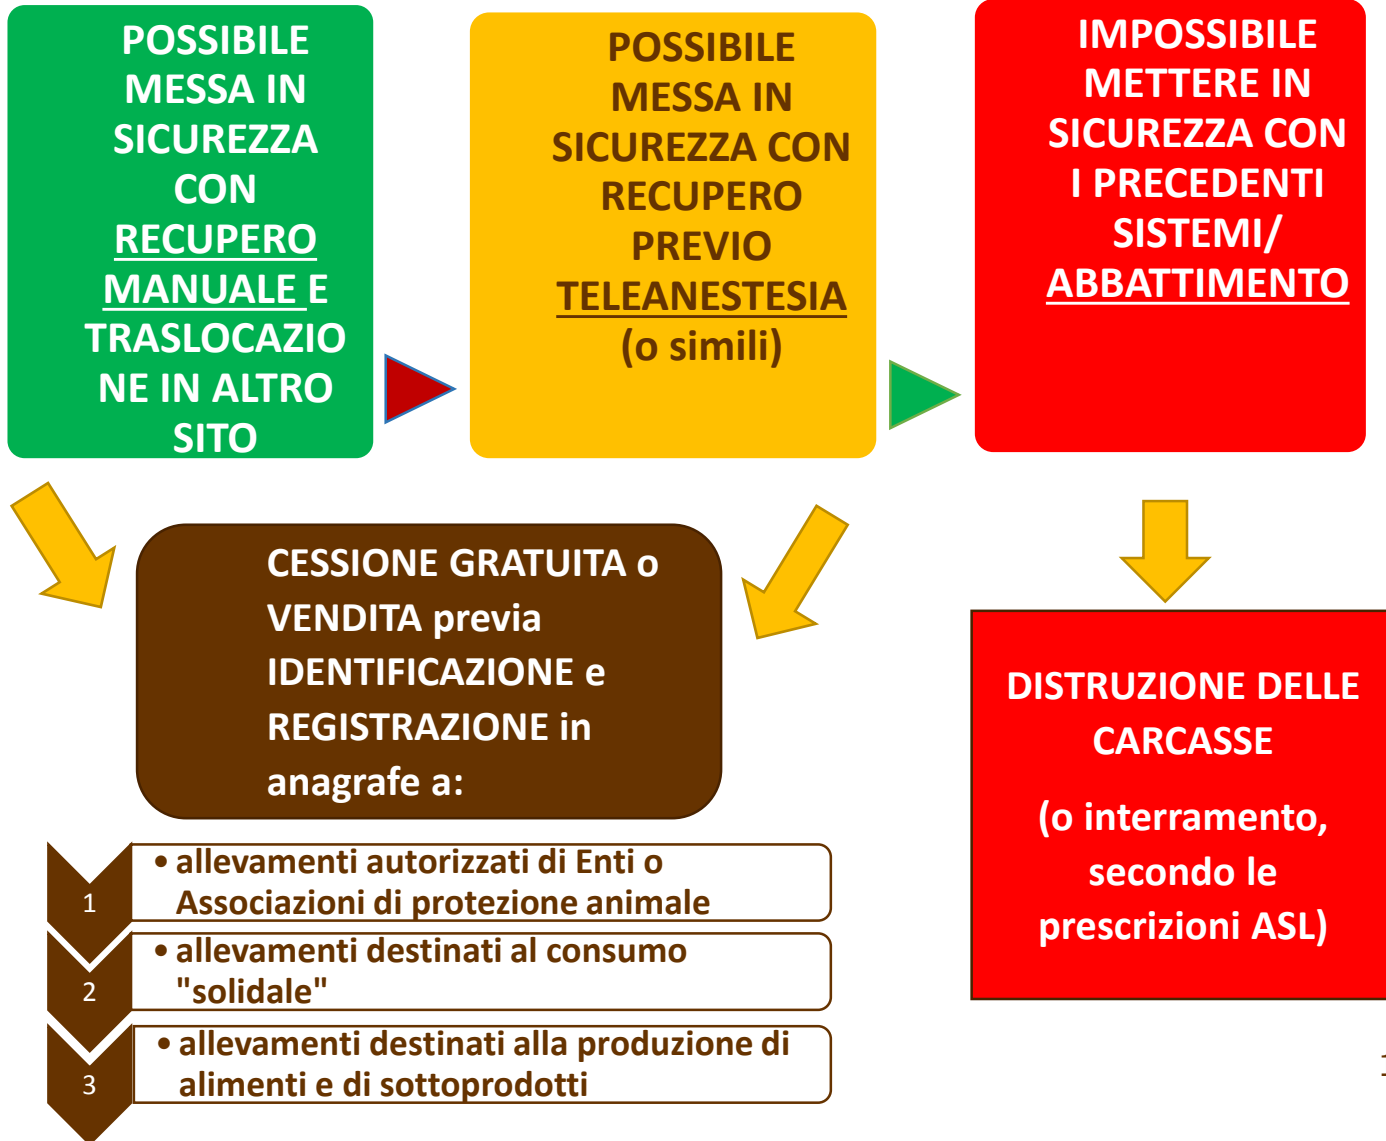 POSSIBILE
MESSA IN
SICUREZZA
CON
RECUPERO
MANUALE E
TRASLOCAZIO
NE IN ALTRO
SITO
POSSIBILE
MESSA IN
SICUREZZA CON
RECUPERO
PREVIO
TELEANESTESIA
(o simili)
IMPOSSIBILE
METTERE IN
SICUREZZA CON
I PRECEDENTI
SISTEMI/
ABBATTIMENTO
CESSIONE GRATUITA o
VENDITA previa
IDENTIFICAZIONE e
REGISTRAZIONE in
anagrafe a:
1
• allevamenti autorizzati di Enti o
Associazioni di protezione animale
2
• allevamenti destinati al consumo
"solidale"
3
• allevamenti destinati alla produzione di
alimenti e di sottoprodotti
DISTRUZIONE DELLE
CARCASSE
(o interramento,
secondo le
prescrizioni ASL)